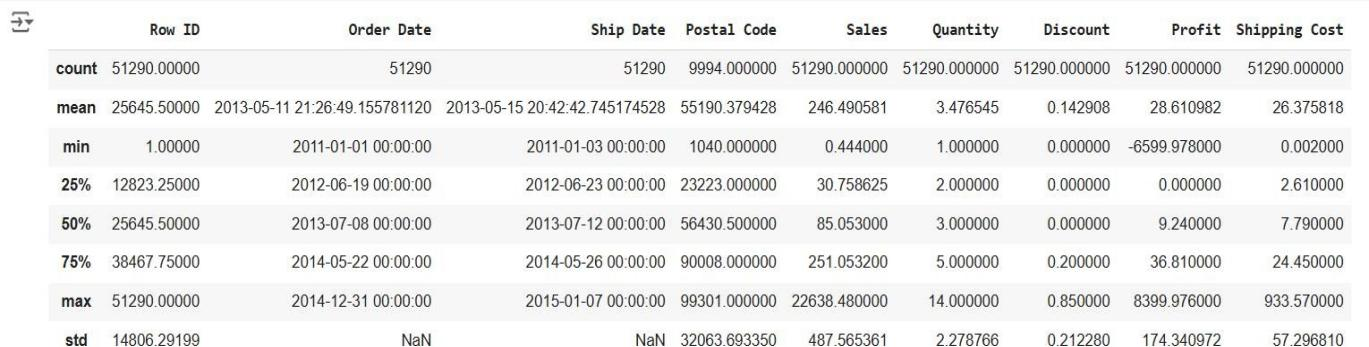 Row ID Order Date Ship Date Postal Code Sales Quantity Discount Profit Shipping Cost
count 51290.00000 51290 51290 9994.000000 51290.000000 51290.000000 51290.000000 51290.000000 51290.000000
mean 25645.50000 2013-05-11 21:26:49.155781120 2013-05-15 20:42:42.745174528 55190.379428 246.490581 3.476545 0.142908 28.610982 26.375818
min 1.00000 2011-01-01 00:00:00 2011-01-03 00:00:00 1040.000000 0.444000 1.000000 0.000000 -6599.978000 0.002000
25% 12823.25000 2012-06-19 00:00:00 2012-06-23 00:00:00 23223.000000 30.758625 2.000000 0.000000 0.000000 2.610000
50% 25645.50000 2013-07-08 00:00:00 2013-07-12 00:00:00 56430.500000 85.053000 3.000000 0.000000 9.240000 7.790000
75% 38467.75000 2014-05-22 00:00:00 2014-05-26 00:00:00 90008.000000 251.053200 5.000000 0.200000 36.810000 24.450000
max 51290.00000 2014-12-31 00:00:00 2015-01-07 00:00:00 99301.000000 22638.480000 14.000000 0.850000 8399.976000 933.570000
std 14806.29199 NaN NaN 32063.693350 487.565361 2.278766 0.212280 174.340972 57.296810